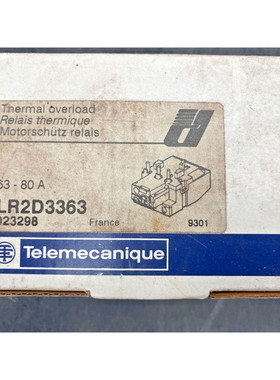 Thermal overload
Relais thermique
Motorschütz relais
63 - 80 A
LR2D3363
023298
France
9301
Telemecanique